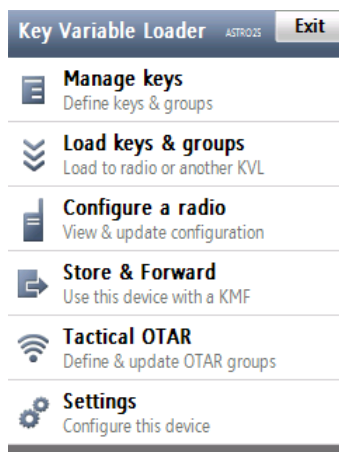 Key Variable Loader ASTRO25 Exit
Manage keys
Define keys & groups
Load keys & groups
Load to radio or another KVL
Configure a radio
View & update configuration
Store & Forward
Use this device with a KMF
Tactical OTAR
Define & update OTAR groups
Settings
Configure this device